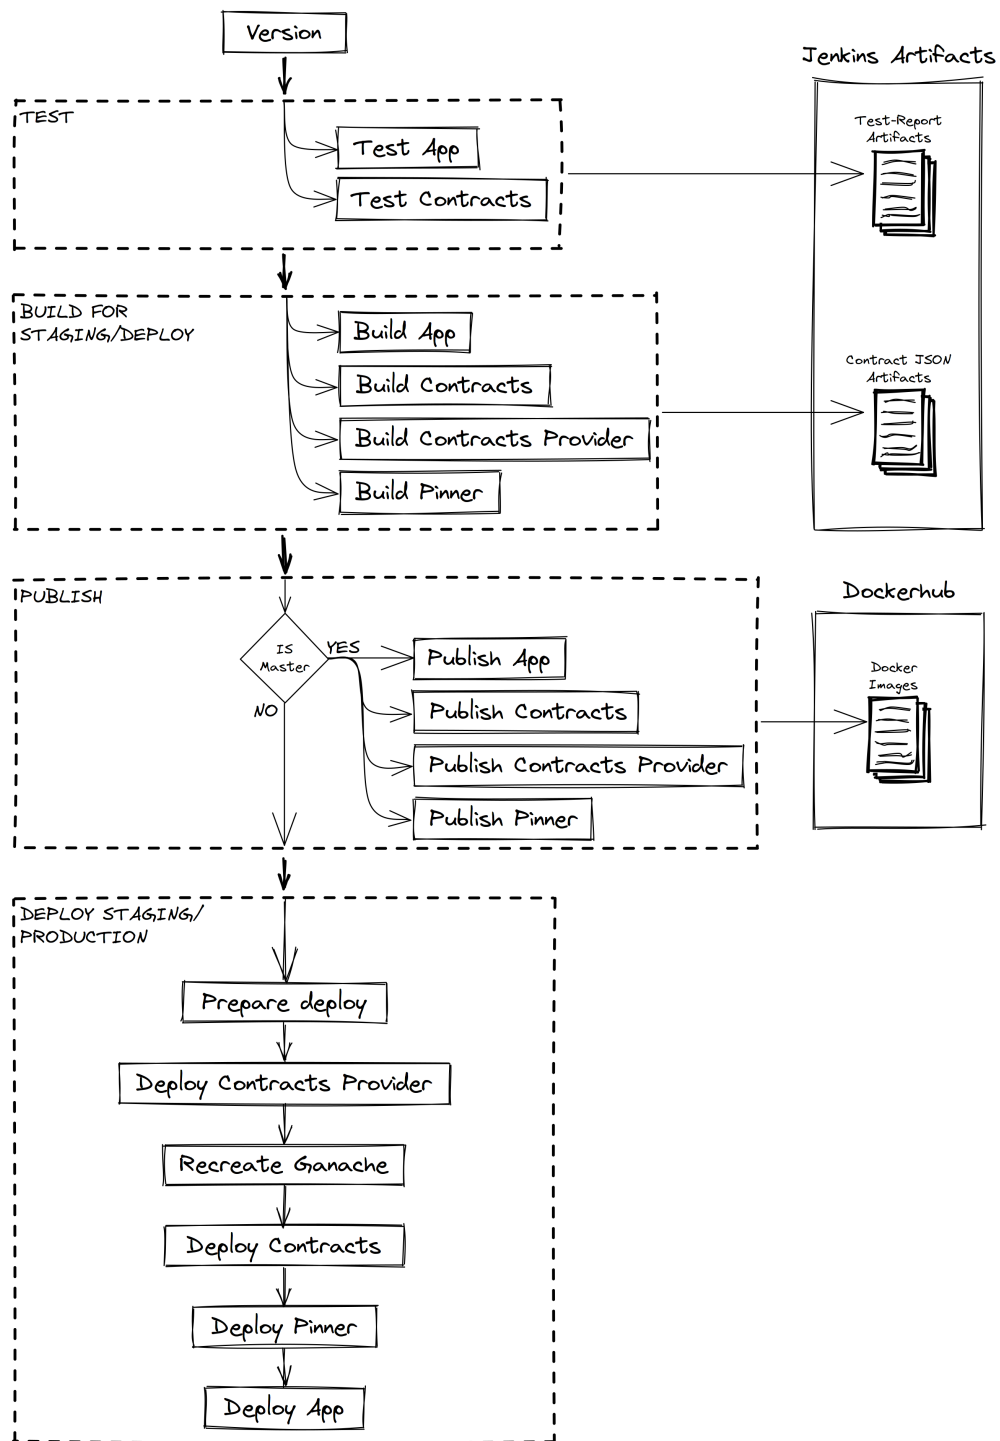 Version
Jenkins Artifacts
TEST
Test App
Test Contracts
Test-Report
Artifacts
BUILD FOR
STAGING/DEPLOY
Build App
Build Contracts
Build Contracts Provider
Build Pinner
Contract JSON
Artifacts
PUBLISH
IS
Master
YES
NO
Publish App
Publish Contracts
Publish Contracts Provider
Publish Pinner
Dockerhub
Docker
Images
DEPLOY STAGING/
PRODUCTION
Prepare deploy
Deploy Contracts Provider
Recreate Ganache
Deploy Contracts
Deploy Pinner
Deploy App